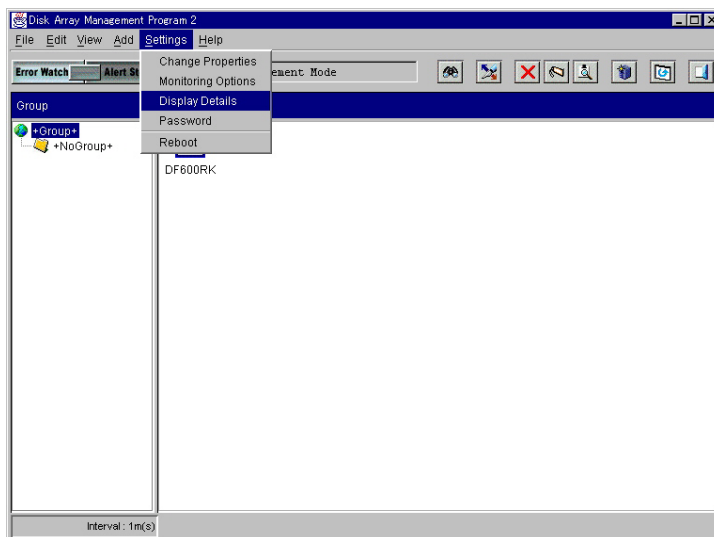 Disk Array Management Program 2
File Edit View Add Settings Help
Error Watch Alert St
ement Mode
Change Properties
Monitoring Options
Display Details
Password
Reboot
Group
+Group+
+NoGroup+
DF600RK
Interval : 1m(s)